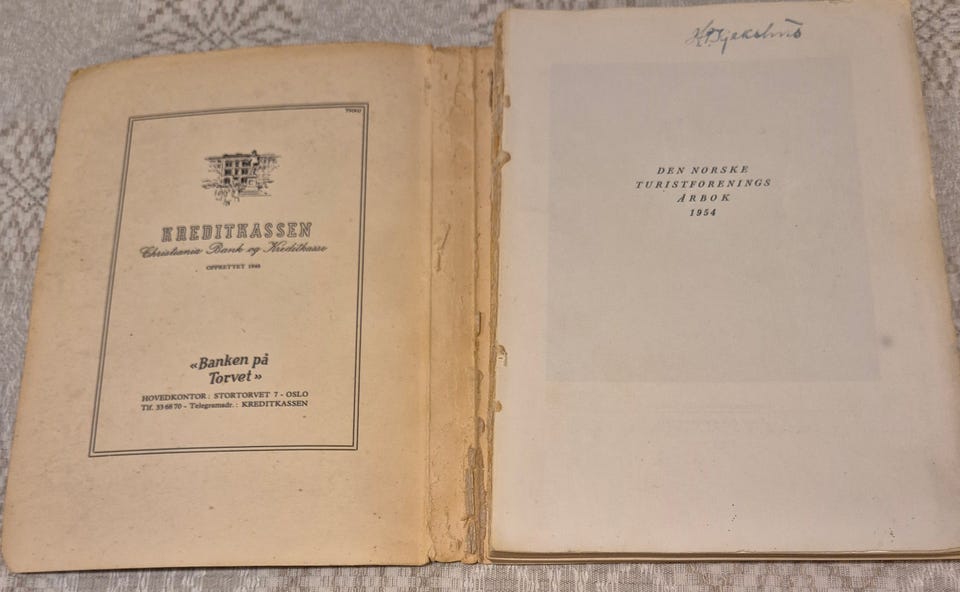 KREDITKASSEN
Christiania Bank og Kreditkasse
OPPRETTET 1848
«Banken på
Torvet»
HOVEDKONTOR: STORTORVET 7 - OSLO
Tlf. 33 68 70 - Telegramadr.: KREDITKASSEN
DEN NORSKE
TURISTFORENINGS
ÅRBOK
1954